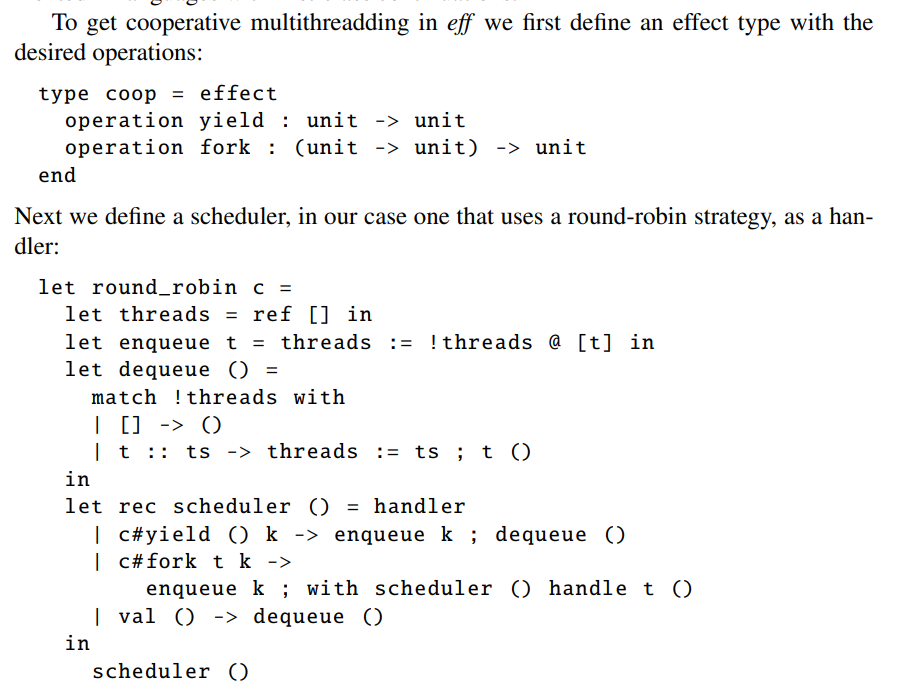 To get cooperative multithreadding in eff we first define an effect type with the
desired operations:
type coop = effect
operation yield : unit -> unit
operation fork : (unit -> unit) -> unit
end
Next we define a scheduler, in our case one that uses a round-robin strategy, as a han-
dler:
let round_robin c =
let threads = ref [] in
let enqueue t = threads := !threads @ [t] in
let dequeue () =
match !threads with
| [] -> ()
| t :: ts -> threads := ts ; t ()
in
let rec scheduler () = handler
| c#yield () k -> enqueue k ; dequeue ()
| c#fork t k ->
enqueue k ; with scheduler () handle t ()
| val () -> dequeue ()
in
scheduler ()